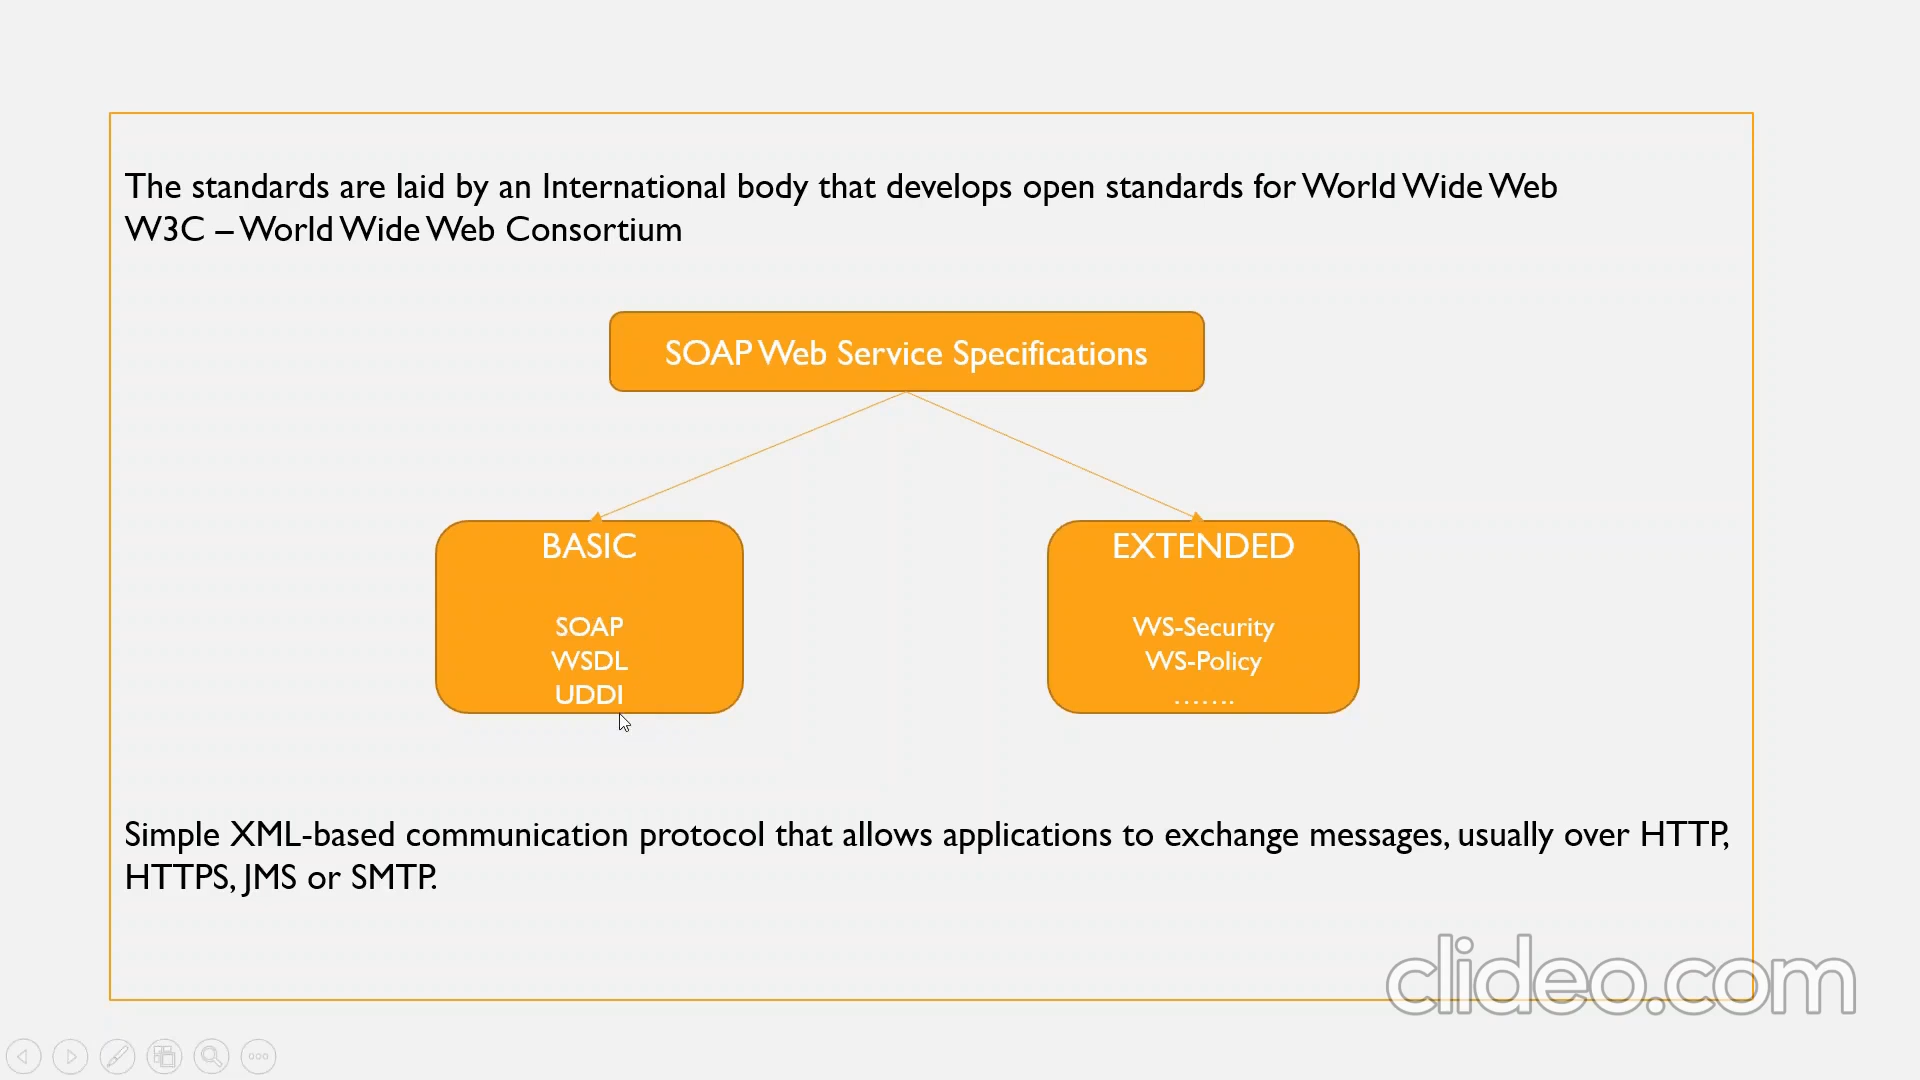 The standards are laid by an International body that develops open standards for World Wide Web
W3C – World Wide Web Consortium
SOAP Web Service Specifications
BASIC
SOAP
WSDL
UDDI
EXTENDED
WS-Security
WS-Policy
.......
Simple XML-based communication protocol that allows applications to exchange messages, usually over HTTP,
HTTPS, JMS or SMTP.
clideo.com